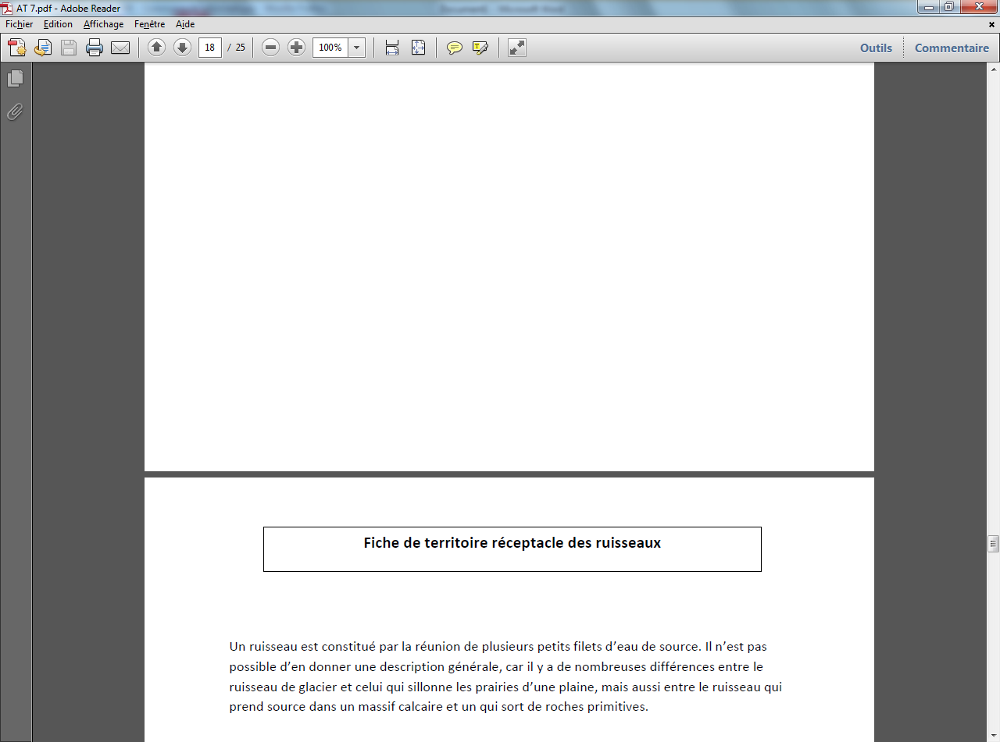 AT 7.pdf - Adobe Reader
Fichier Edition Affichage Fenêtre Aide
18 / 25 100% Outils Commentaire
Fiche de territoire réceptacle des ruisseaux
Un ruisseau est constitué par la réunion de plusieurs petits filets d’eau de source. Il n’est pas
possible d’en donner une description générale, car il y a de nombreuses différences entre le
ruisseau de glacier et celui qui sillonne les prairies d’une plaine, mais aussi entre le ruisseau qui
prend source dans un massif calcaire et un qui sort de roches primitives.